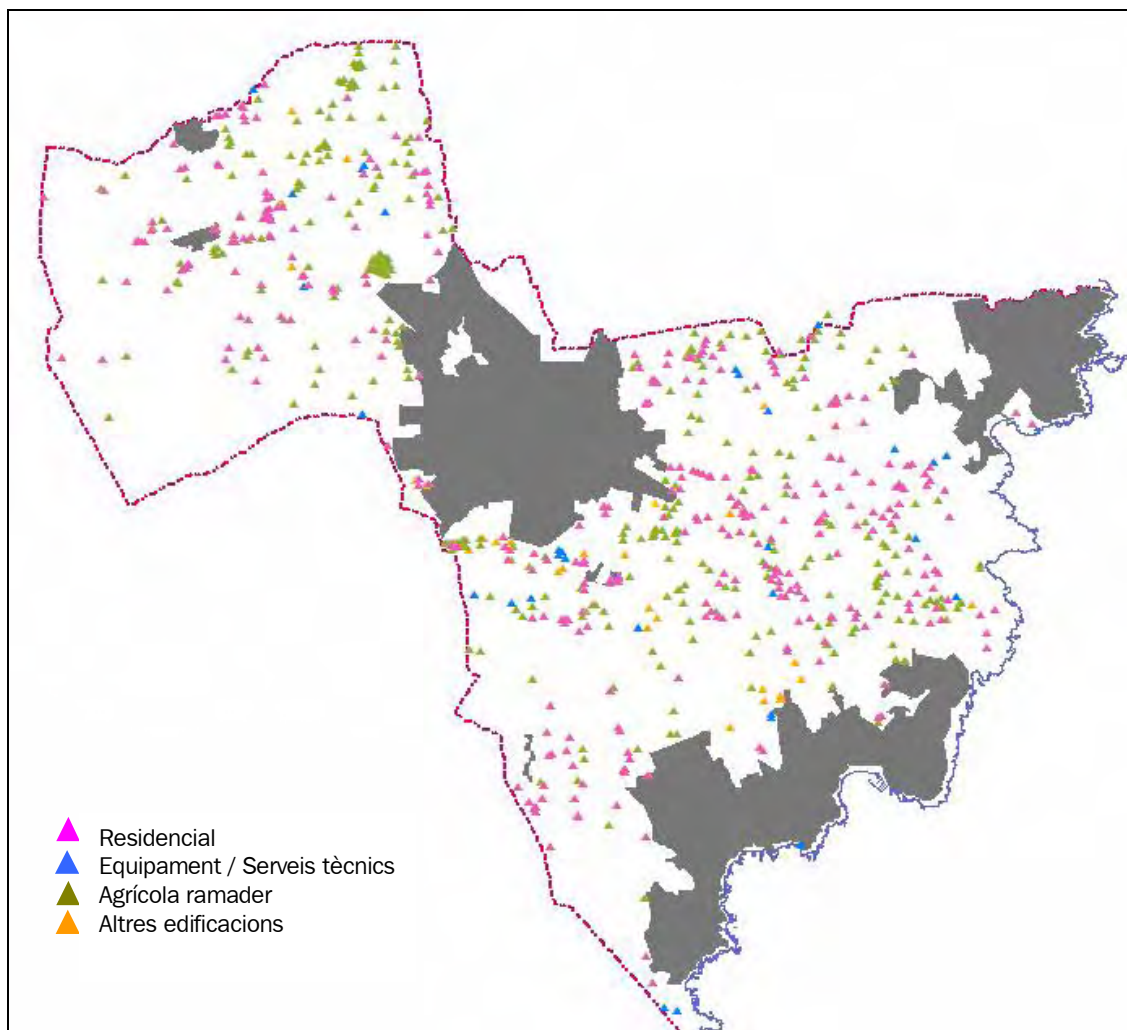 Residencial
Equipament / Serveis tècnics
Agrícola ramader
Altres edificacions